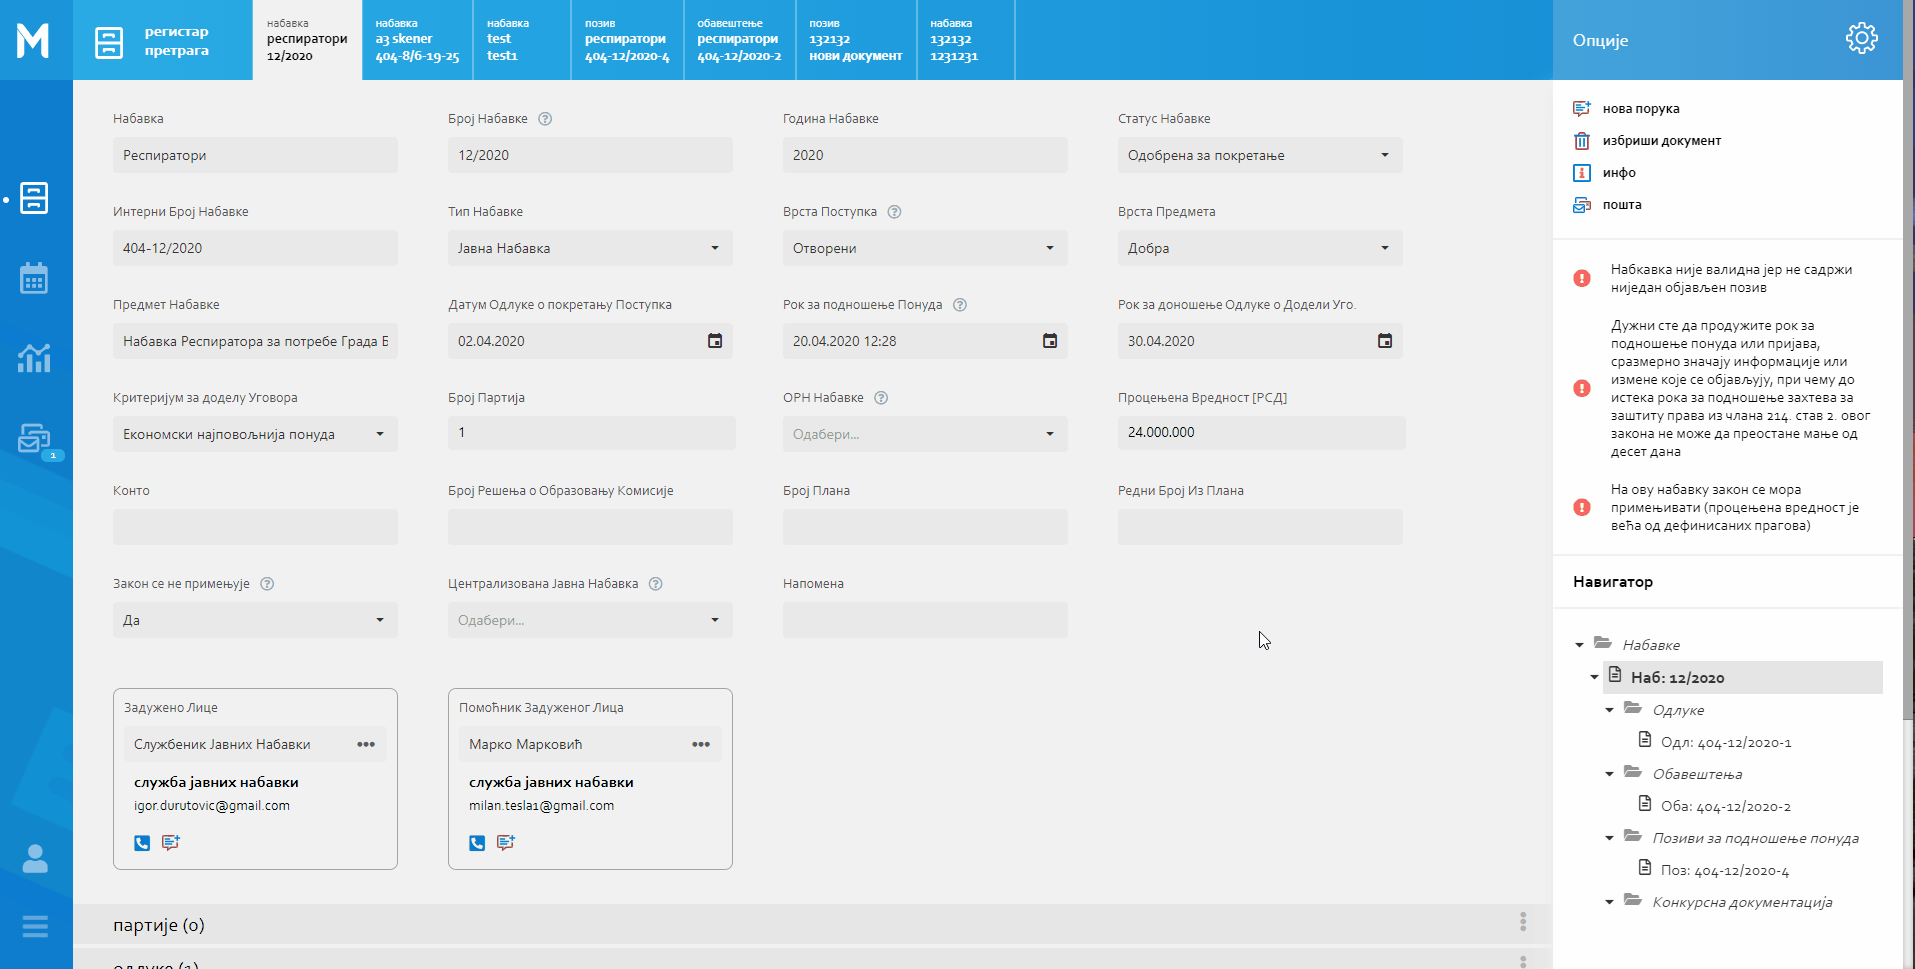 регистар
претрага
набавка
респиратори
12/2020
набавка
a3 skener
404-8/6-19-25
набавка
test
test1
позив
респиратори
404-12/2020-4
обавештење
респиратори
404-12/2020-2
позив
132132
нови документ
набавка
132132
1231231
Опције
Набавка
Број Набавке
Година Набавке
Статус Набавке
Респиратори
12/2020
2020
Одобрена за покретање
Интерни Број Набавке
Тип Набавке
Врста Поступка
Врста Предмета
404-12/2020
Јавна Набавка
Отворени
Добра
Предмет Набавке
Датум Одлуке о покретању Поступка
Рок за подношење Понуда
Рок за доношење Одлуке о Додели Уго.
Набавка Респиратора за потребе Града Б
02.04.2020
20.04.2020 12:28
30.04.2020
Критеријум за доделу Уговора
Број Партија
ОРН Набавке
Процењена Вредност [РСД]
Економски најповољнија понуда
1
Одабери...
24.000.000
Конто
Број Решења о Образовању Комисије
Број Плана
Редни Број Из Плана
Закон се не примењује
Централизована Јавна Набавка
Напомена
Да
Одабери...
Задужено Лице
Службеник Јавних Набавки
служба јавних набавки
igor.durutovic@gmail.com
Помоћник Задуженог Лица
Марко Марковић
служба јавних набавки
milan.tesla1@gmail.com
партије (0)
одлуке (1)
1
нова порука
избриши документ
инфо
пошта
Набкавка није валидна јер не садржи
ниједан објављен позив
Дужни сте да продужите рок за
подношење понуда или пријава,
сразмерно значају информације или
измене које се објављују, при чему до
истека рока за подношење захтева за
заштиту права из члана 214. став 2. овог
закона не може да преостане мање од
десет дана
На ову набавку закон се мора
примењивати (процењена вредност је
већа од дефинисаних прагова)
Навигатор
Набавке
Наб: 12/2020
Одлуке
Одл: 404-12/2020-1
Обавештења
Оба: 404-12/2020-2
Позиви за подношење понуда
Поз: 404-12/2020-4
Конкурсна документација